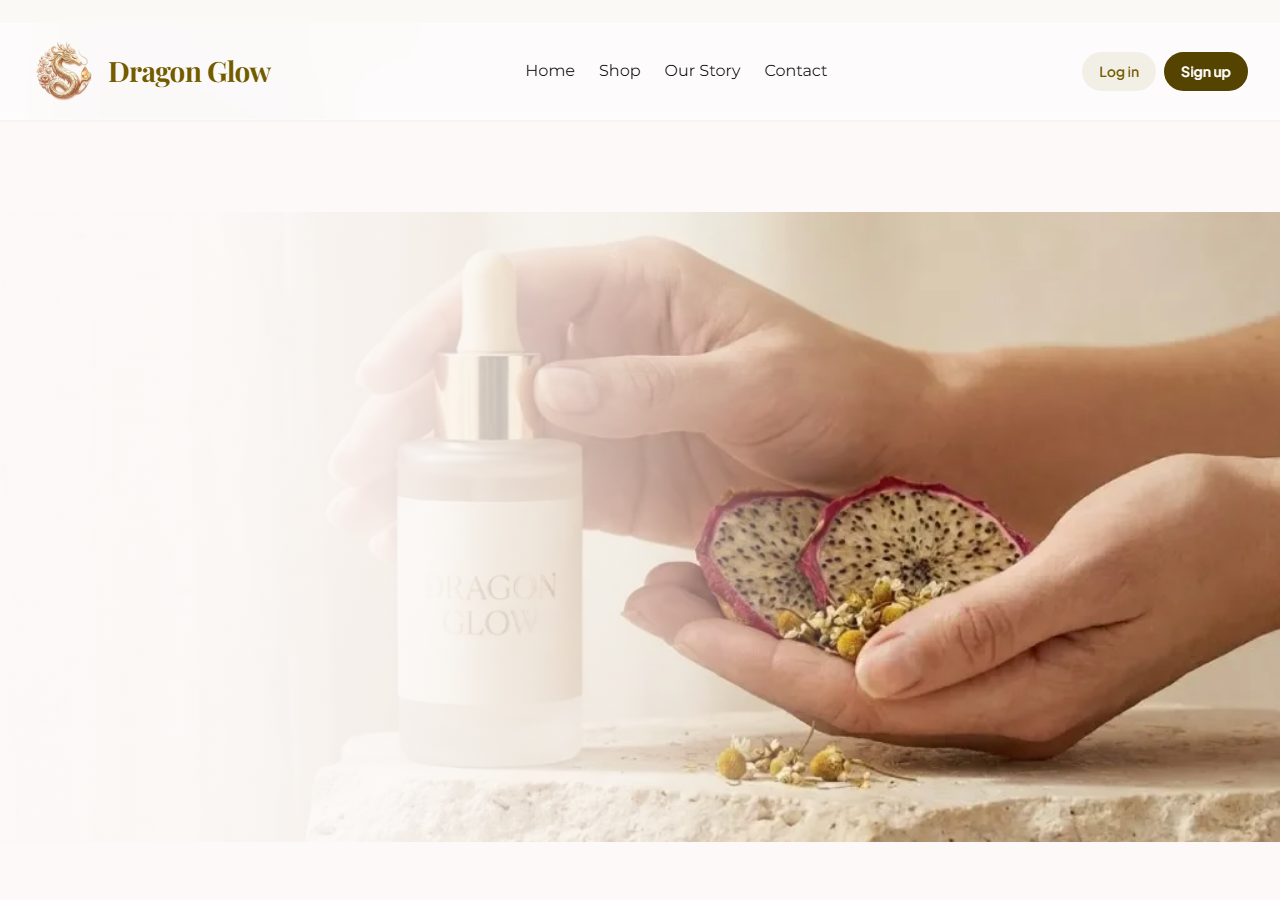 Dragon Glow
Home
Shop
Our Story
Contact
Log in
Sign up
DRAGON
GLOW